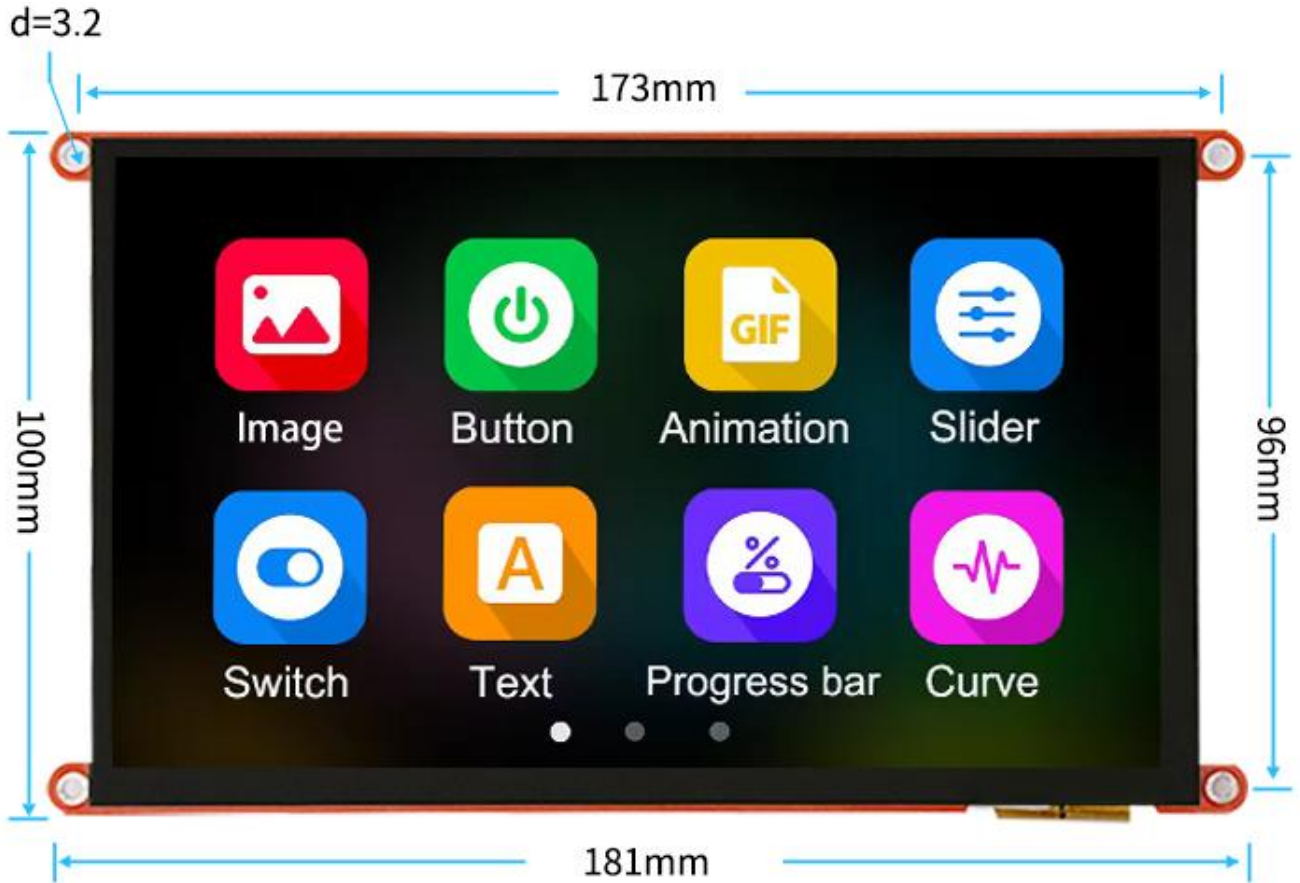 d=3.2
173mm
100mm
96mm
GIF
Image
Button
Animation
Slider
A
%
Switch
Text
Progress bar
Curve
181mm